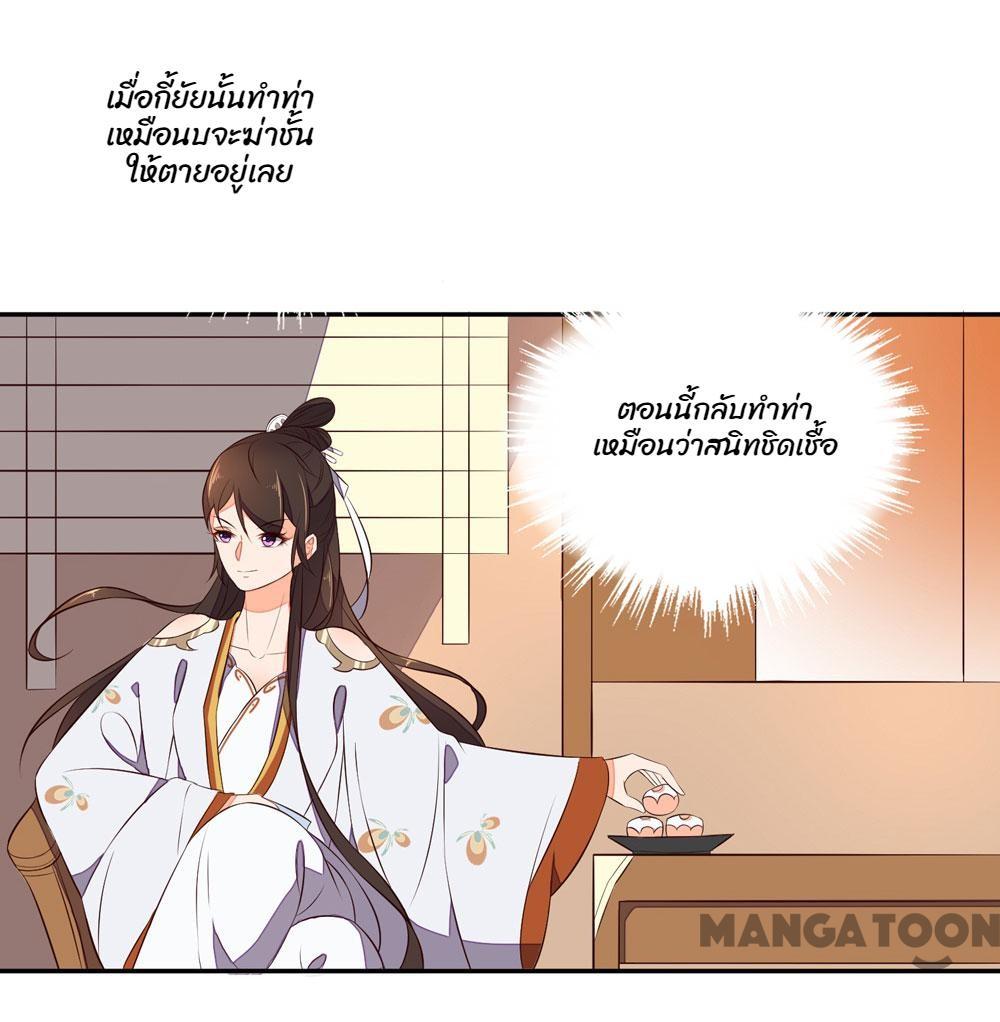 เมื่อกี้ยัยนั้นทำท่า
เหมือนบจะฆ่าชั้น
ให้ตายอยู่เลย
ตอนนี้กลับทำท่า
เหมือนว่าสนิทชิดเชื้อ
MANGATOON